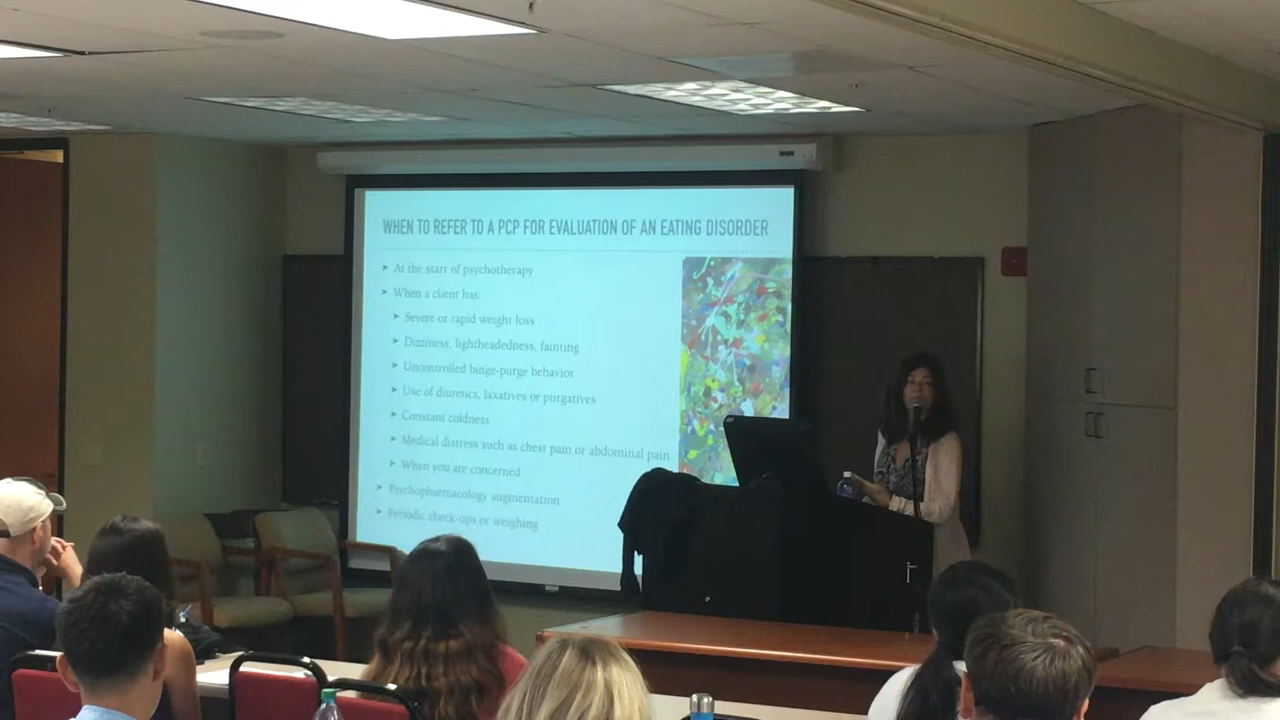 WHEN TO REFER TO A PCP FOR EVALUATION OF AN EATING DISORDER
➤ At the start of psychotherapy
➤ When a client has:
➤ Severe or rapid weight loss
➤ Dizziness, lightheadedness, fainting
➤ Uncontrolled binge-purge behavior
➤ Use of diuretics, laxatives or purgatives
➤ Constant coldness
➤ Medical distress such as chest pain or abdominal pain
➤ When you are concerned
➤ Psychopharmacology augmentation
➤ Periodic check-ups or weighing